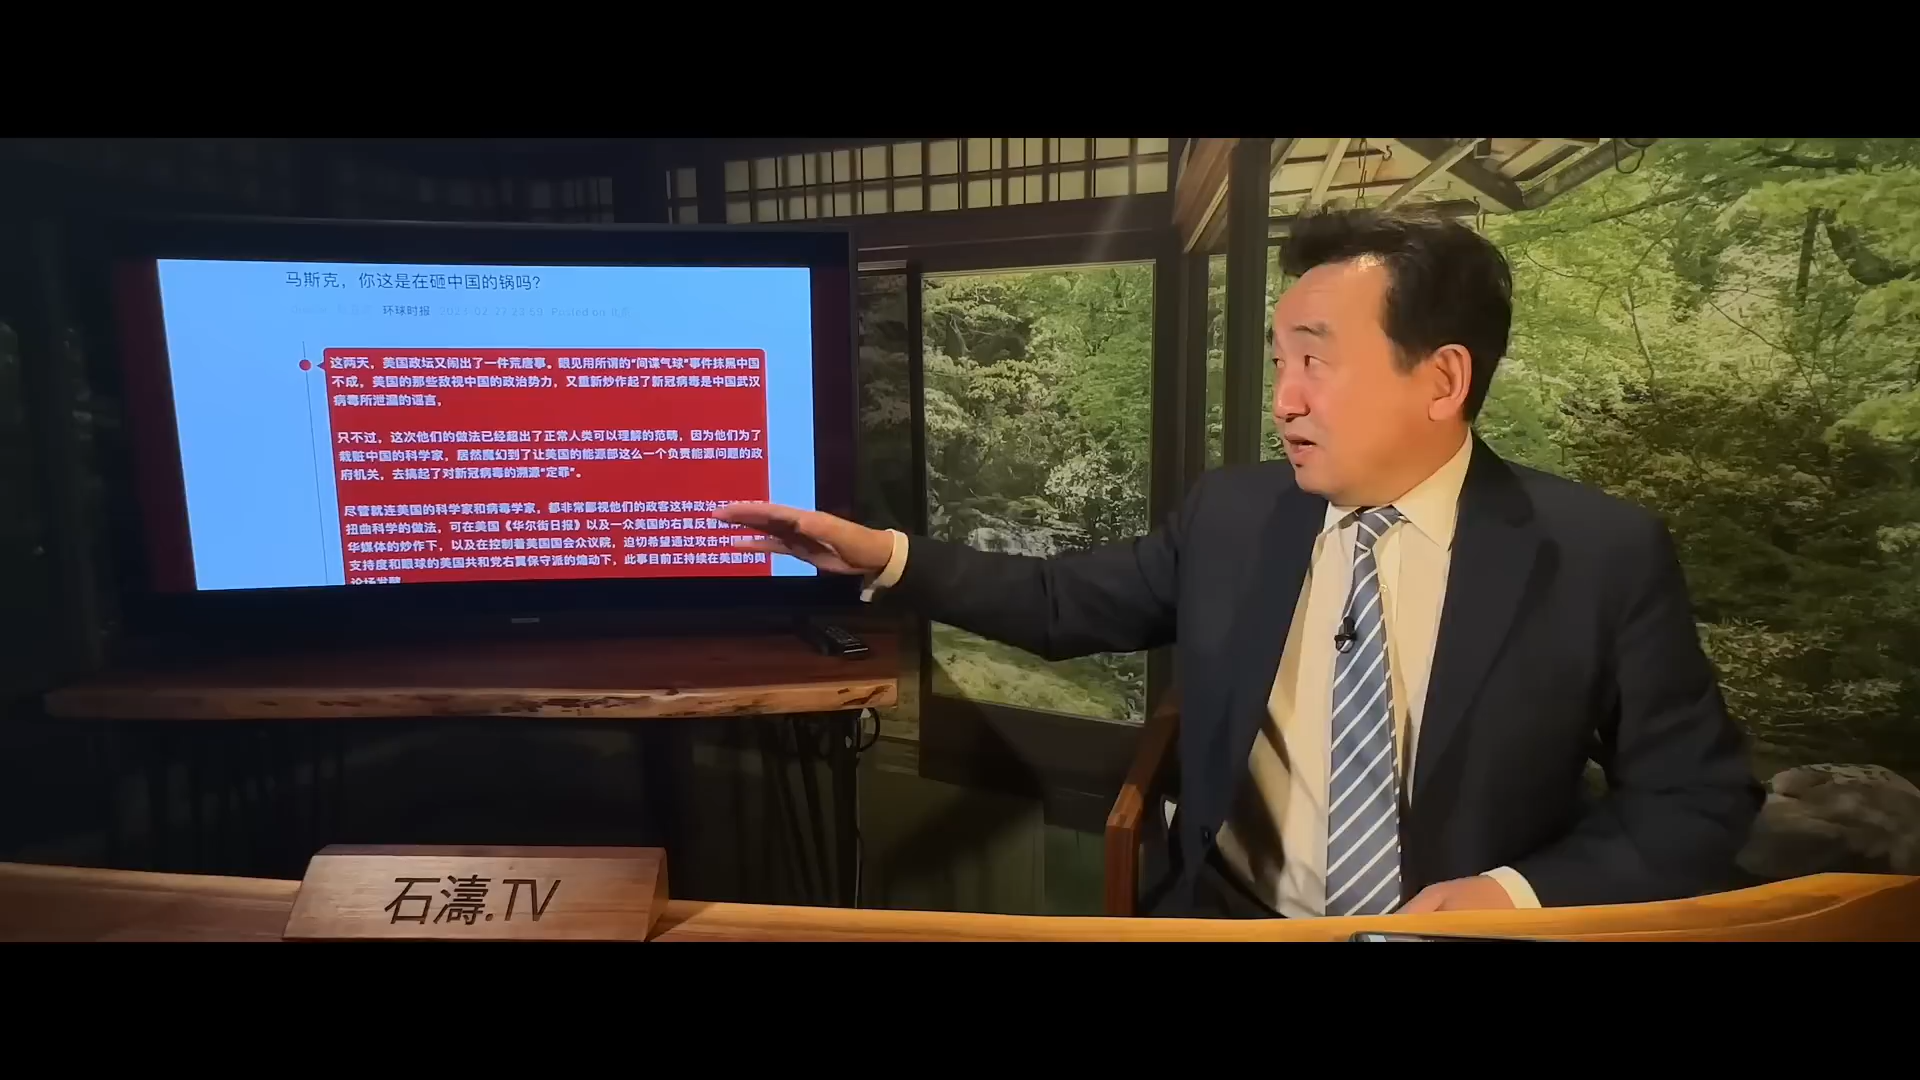 马斯克，你这是在砸中国的锅吗？
环球时报 2023-02-27 23:59 Posted on 北京
这两天，美国政坛又闹出了一件荒唐事。眼见用所谓的“间谍气球”事件抹黑中国
不成，美国的那些敌视中国的政治势力，又重新炒作起了新冠病毒是中国武汉
病毒所泄漏的谣言，
只不过，这次他们的做法已经超出了正常人类可以理解的范畴，因为他们为了
栽赃中国的科学家，居然魔幻到了让美国的能源部这么一个负责能源问题的政
府机关，去搞起了对新冠病毒的溯源“定罪”。
尽管就连美国的科学家和病毒学家，都非常鄙视他们的政客这种政治
扭曲科学的做法，可在美国《华尔街日报》以及一众美国的右翼反智媒
华媒体的炒作下，以及在控制着美国国会众议院，迫切希望通过攻击中
支持度和眼球的美国共和党右翼保守派的煽动下，此事目前正持续在美国的舆
论场发酵
石濤.TV